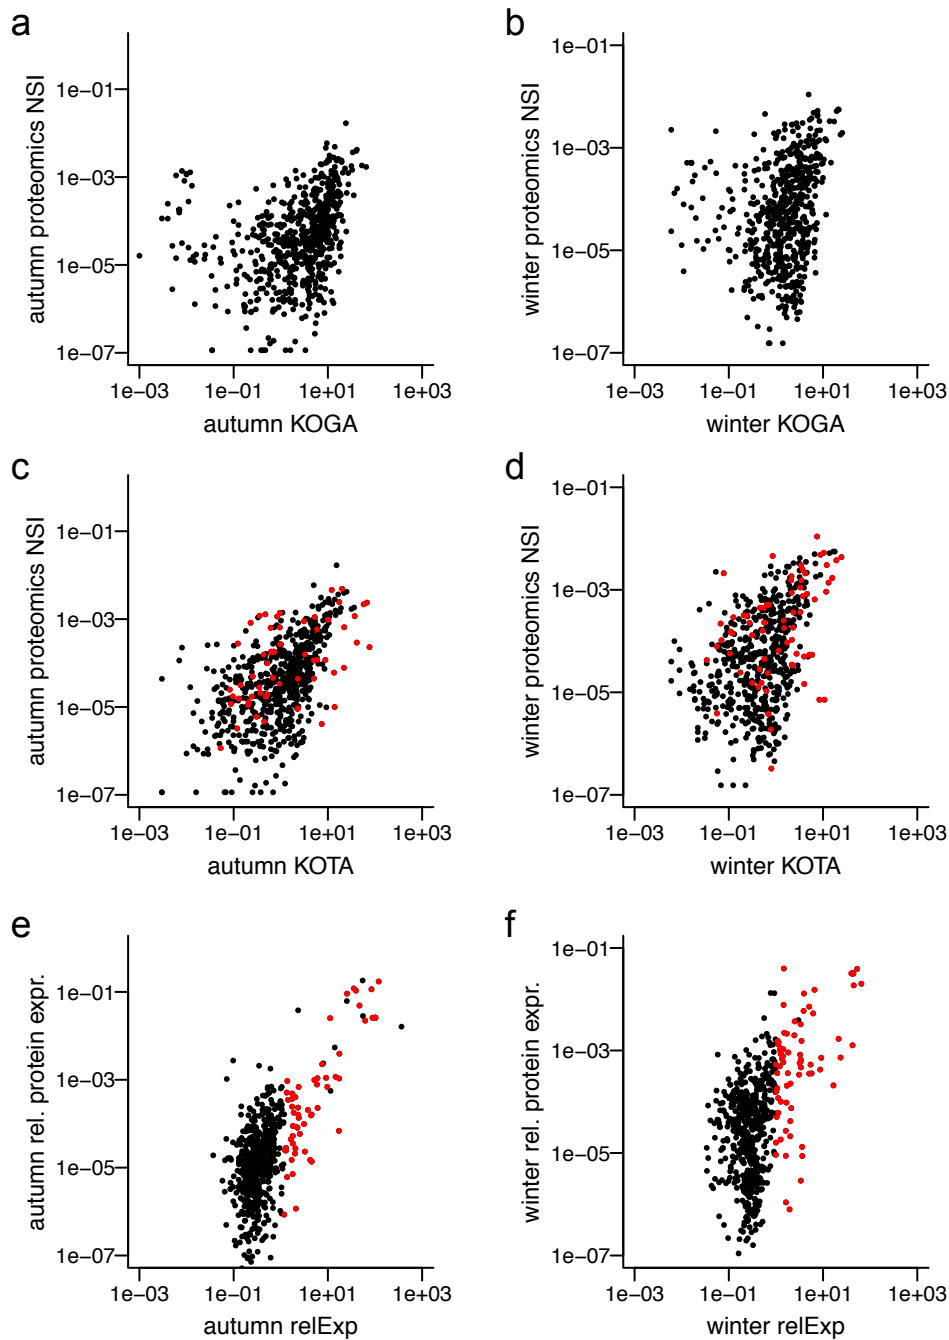 a
autumn proteomics NSI
1e−01
1e−03
1e−05
1e−07
1e−03 1e−01 1e+01 1e+03
autumn KOGA
b
winter proteomics NSI
1e−01
1e−03
1e−05
1e−07
1e−03 1e−01 1e+01 1e+03
winter KOGA
c
autumn proteomics NSI
1e−01
1e−03
1e−05
1e−07
1e−03 1e−01 1e+01 1e+03
autumn KOTA
d
winter proteomics NSI
1e−01
1e−03
1e−05
1e−07
1e−03 1e−01 1e+01 1e+03
winter KOTA
e
autumn rel. protein expr.
1e−01
1e−03
1e−05
1e−07
1e−03 1e−01 1e+01 1e+03
autumn relExp
f
winter rel. protein expr.
1e−01
1e−03
1e−05
1e−07
1e−03 1e−01 1e+01 1e+03
winter relExp